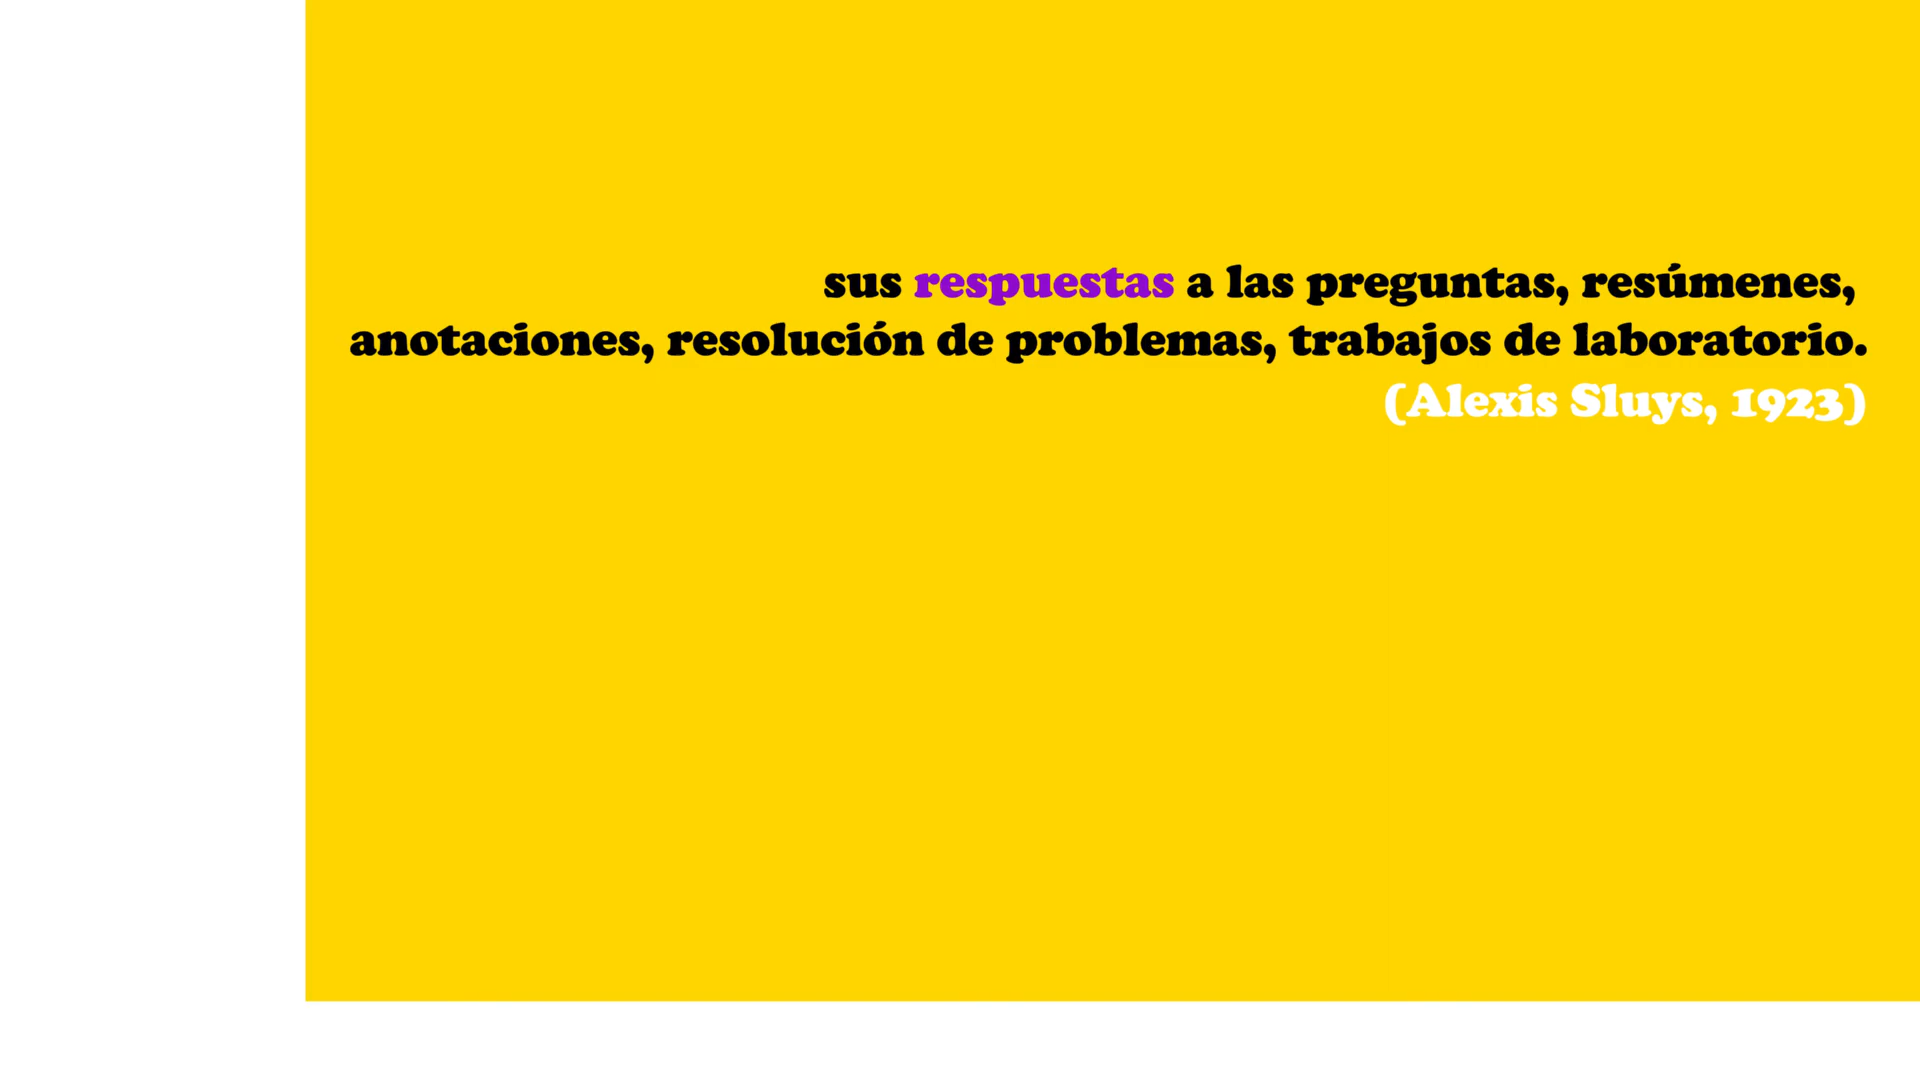 sus respuestas a las preguntas, resúmenes,
anotaciones, resolución de problemas, trabajos de laboratorio.
(Alexis Sluys, 1923)